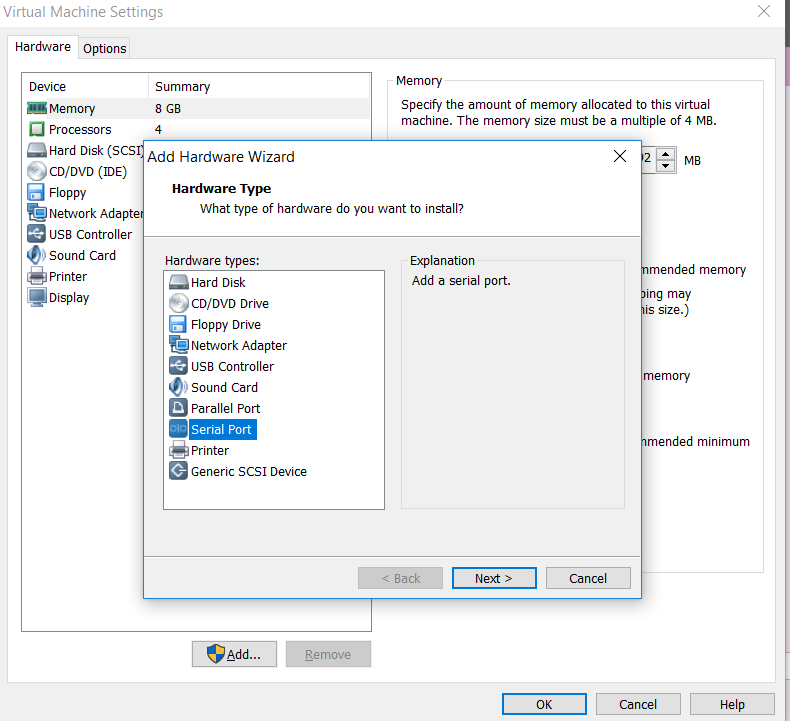 Virtual Machine Settings
Hardware
Options
Device
Summary
Memory
8 GB
Processors
4
Hard Disk (SCSI)
CD/DVD (IDE)
Floppy
Network Adapter
USB Controller
Sound Card
Printer
Display
Memory
Specify the amount of memory allocated to this virtual
machine. The memory size must be a multiple of 4 MB.
MB
memory
memory
minimum
this size.)
may
Add Hardware Wizard
Hardware Type
What type of hardware do you want to install?
Hardware types:
Hard Disk
CD/DVD Drive
Floppy Drive
Network Adapter
USB Controller
Sound Card
Parallel Port
Serial Port
Printer
Generic SCSI Device
Explanation
Add a serial port.
< Back
Next >
Cancel
Add...
Remove
OK
Cancel
Help